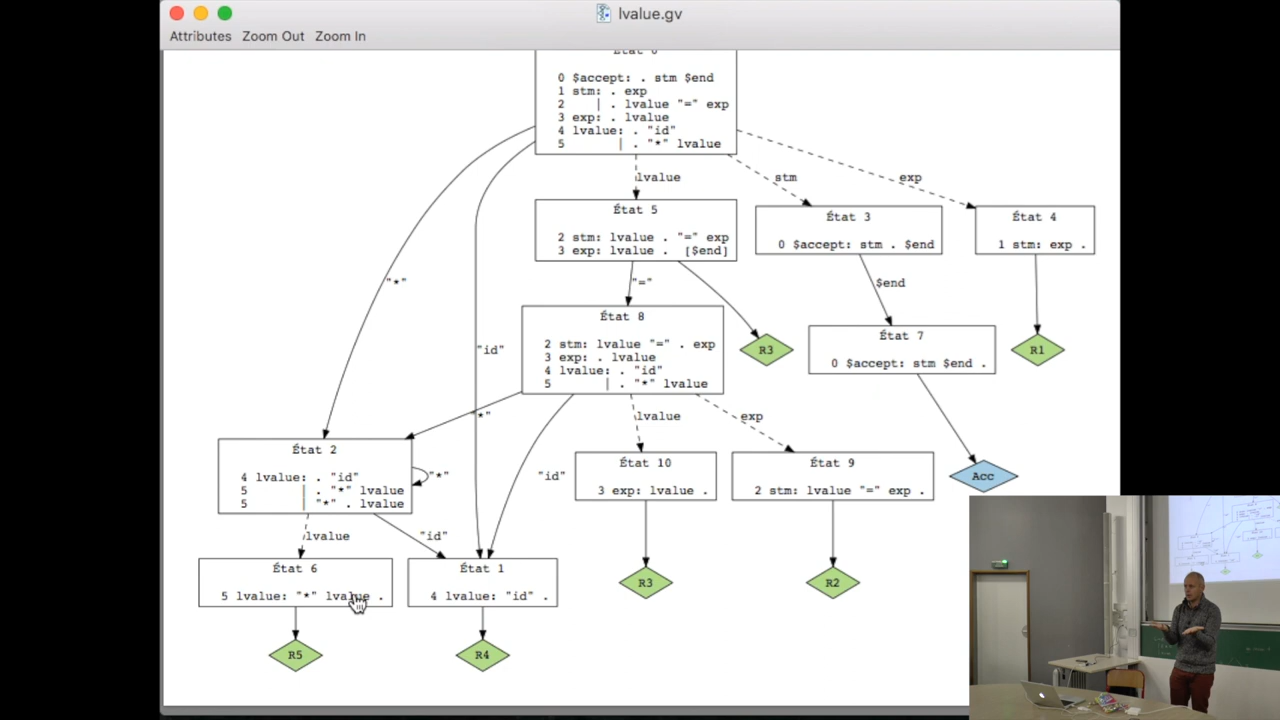 lvalue.gv
Attributes Zoom Out Zoom In
État 0
0 $accept: . stm $end
1 stm: . exp
2 | . lvalue "=" exp
3 exp: . lvalue
4 lvalue: . "id"
5 | . "*" lvalue
lvalue
stm
exp
État 5
2 stm: lvalue . "=" exp
3 exp: lvalue . [$end]
État 3
0 $accept: stm . $end
État 4
1 stm: exp .
"*"
"="
$end
État 8
2 stm: lvalue "=" . exp
3 exp: . lvalue
4 lvalue: . "id"
5 | . "*" lvalue
"id"
R3
État 7
0 $accept: stm $end .
R1
"*"
lvalue
exp
État 2
4 lvalue: . "id"
5 | . "*" lvalue
5 | "*" . lvalue
"*"
"id"
État 10
3 exp: lvalue .
État 9
2 stm: lvalue "=" exp .
Acc
lvalue
"id"
État 6
5 lvalue: "*" lvalue .
État 1
4 lvalue: "id" .
R3
R2
R5
R4